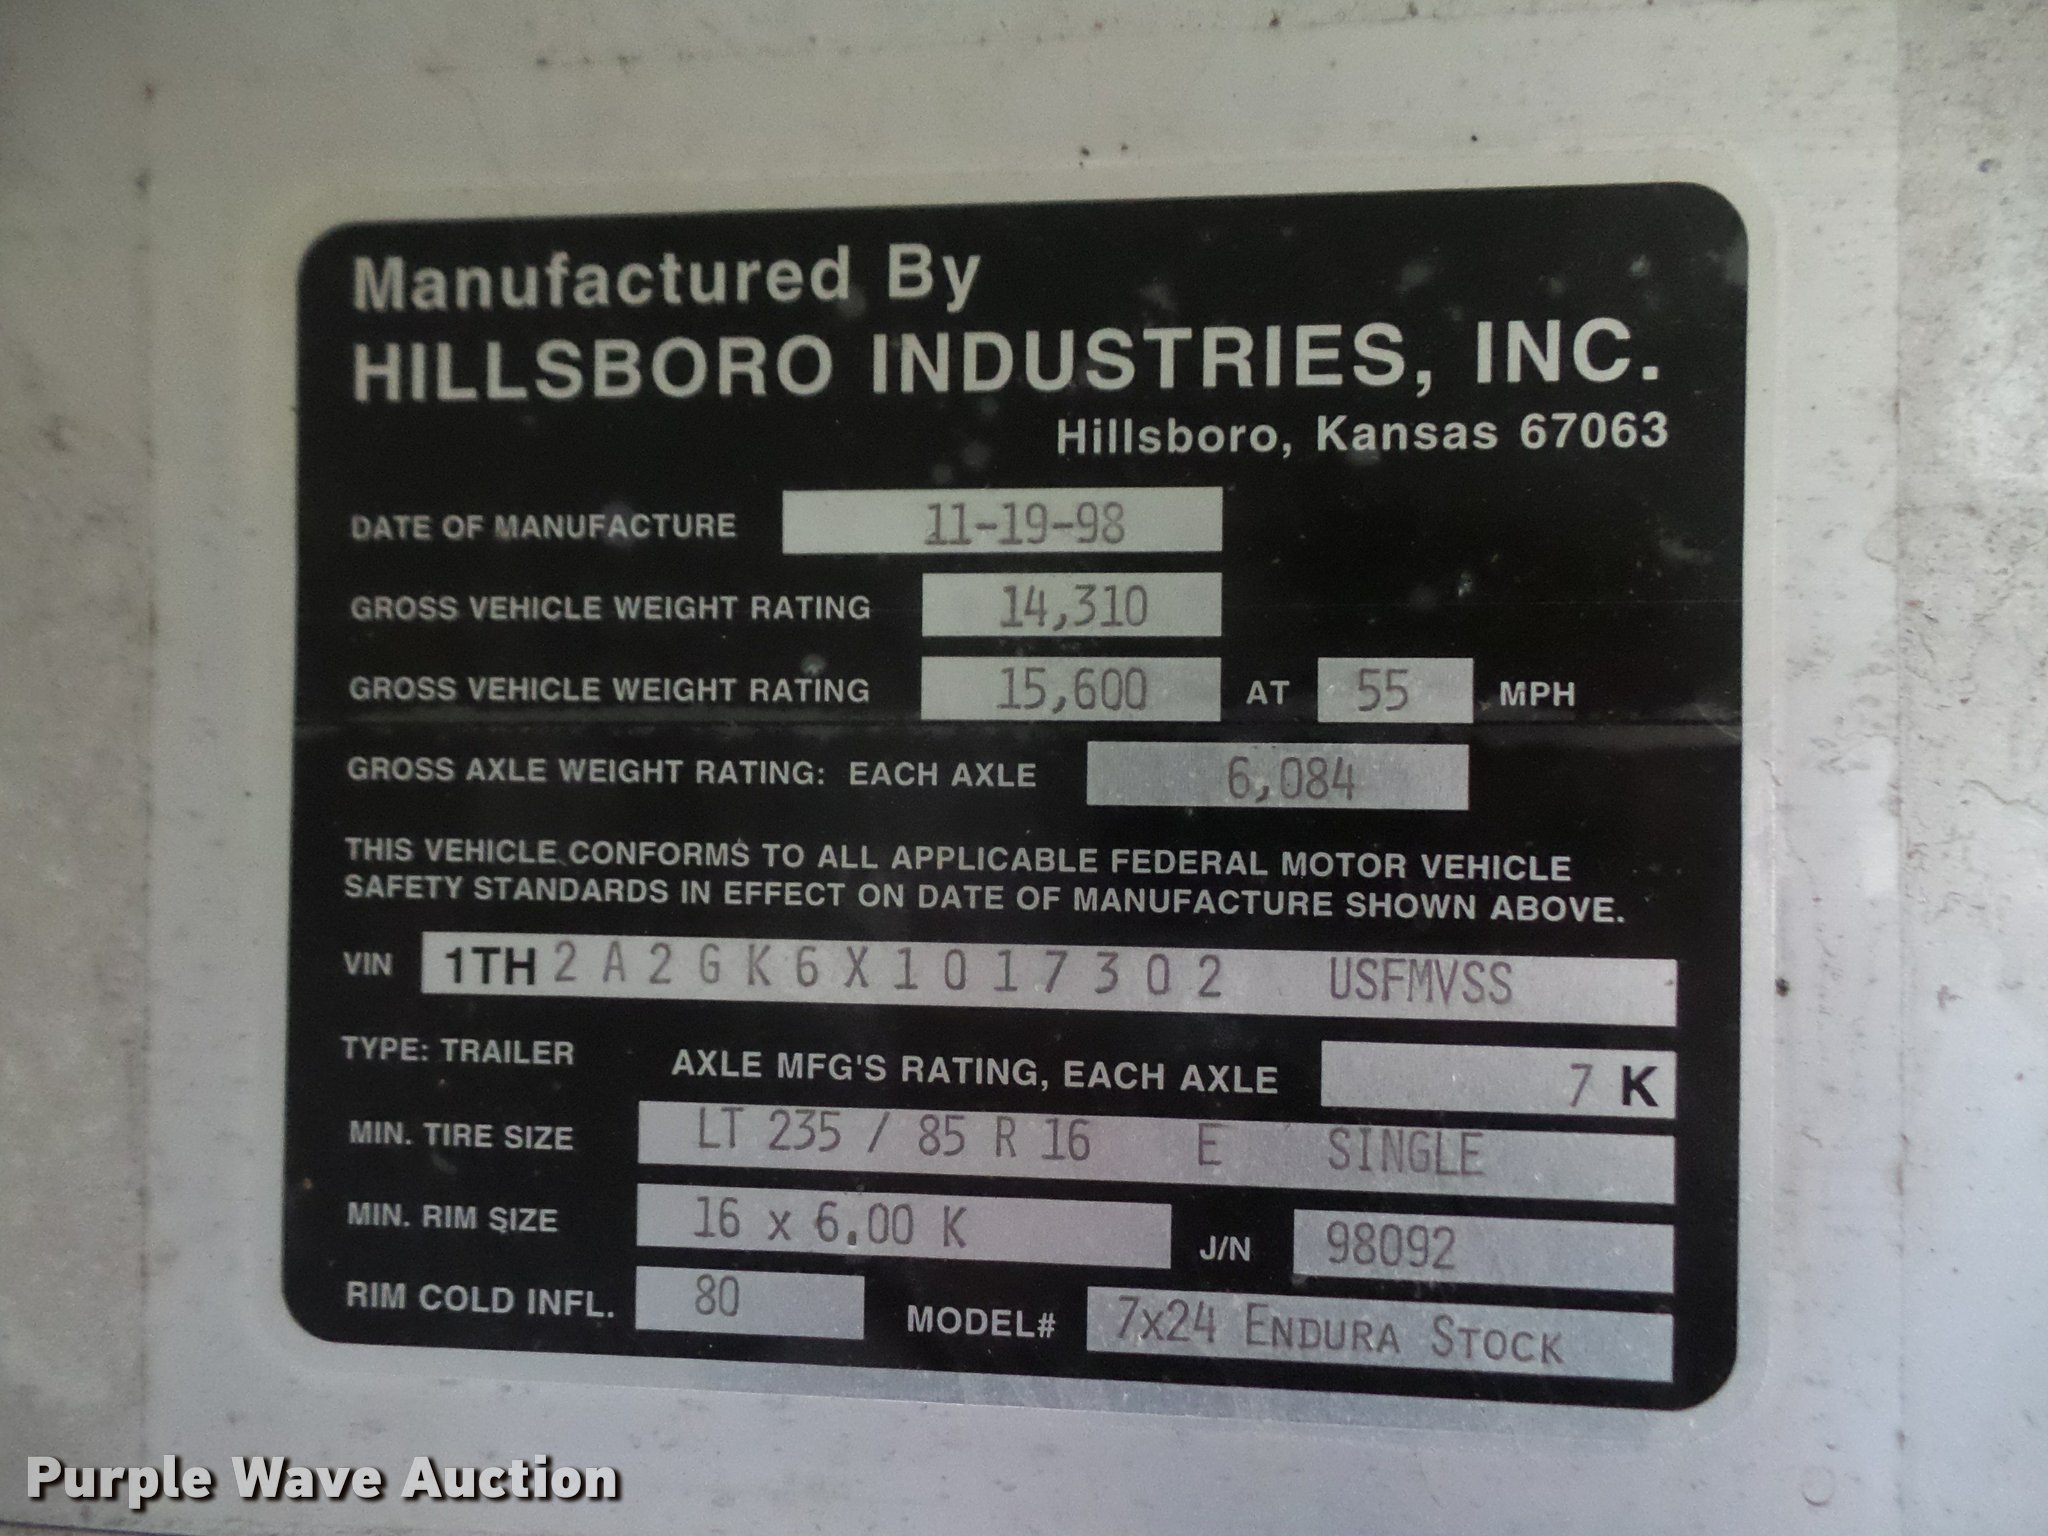 Manufactured By
HILLSBORO INDUSTRIES, INC.
Hillsboro, Kansas 67063
DATE OF MANUFACTURE 11-19-98
GROSS VEHICLE WEIGHT RATING 14,310
GROSS VEHICLE WEIGHT RATING 15,600 AT 55 MPH
GROSS AXLE WEIGHT RATING: EACH AXLE 6,084
THIS VEHICLE CONFORMS TO ALL APPLICABLE FEDERAL MOTOR VEHICLE
SAFETY STANDARDS IN EFFECT ON DATE OF MANUFACTURE SHOWN ABOVE.
VIN 1TH2A2GK6X1017302 USFMVSS
TYPE: TRAILER AXLE MFG'S RATING, EACH AXLE 7 K
MIN. TIRE SIZE LT 235 / 85 R 16 E SINGLE
MIN. RIM SIZE 16 x 6.00 K J/N 98092
RIM COLD INFL. 80 MODEL# 7x24 ENDURA STOCK
Purple Wave Auction